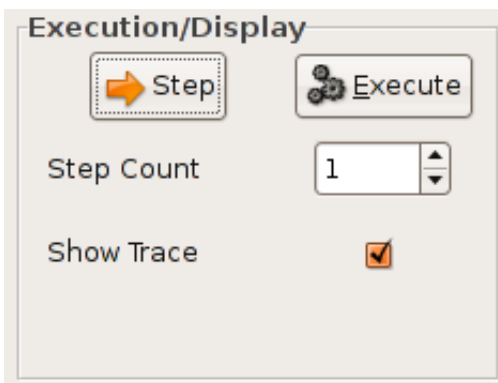 Execution/Display
Step Execute
Step Count 1
Show Trace